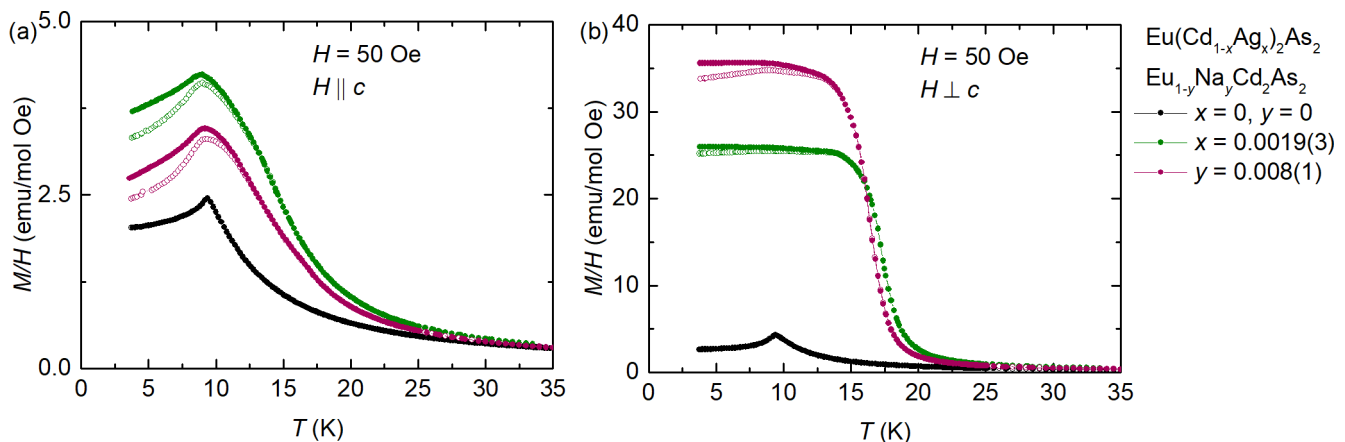 (a)
5.0
2.5
0.0
M/H (emu/mol Oe)
H = 50 Oe
H || c
0 5 10 15 20 25 30 35
T (K)
(b)
40
30
20
10
0
M/H (emu/mol Oe)
H = 50 Oe
H ⊥ c
0 5 10 15 20 25 30 35
T (K)
Eu(Cd₁₋ₓAgₓ)₂As₂
Eu₁₋yNayCd₂As₂
x = 0, y = 0
x = 0.0019(3)
y = 0.008(1)